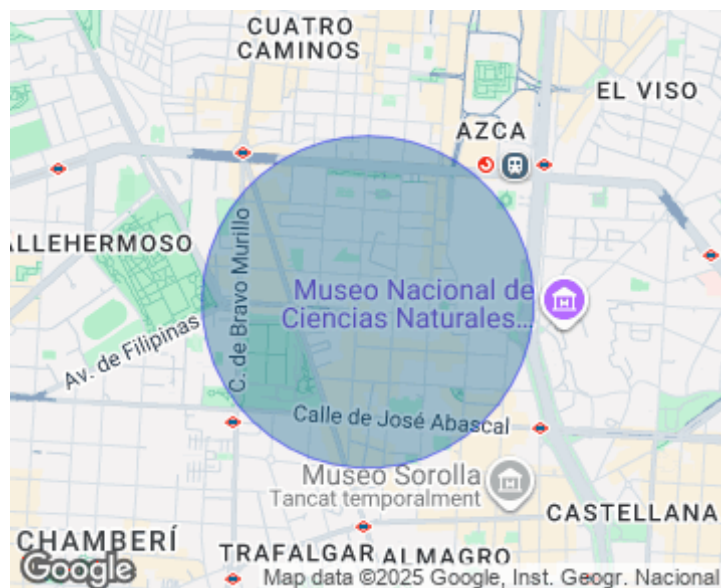 CUATRO
CAMINOS
EL VISO
AZCA
ALLEHERMOSO
C. de Bravo Murillo
Museo Nacional de
Ciencias Naturales...
Av. de Filipinas
Calle de José Abascal
Museo Sorolla
Tancat temporalment
CASTELLANA
CHAMBERÍ
TRAFALGAR
ALMAGRO
Google
Map data ©2025 Google, Inst. Geogr. Nacional